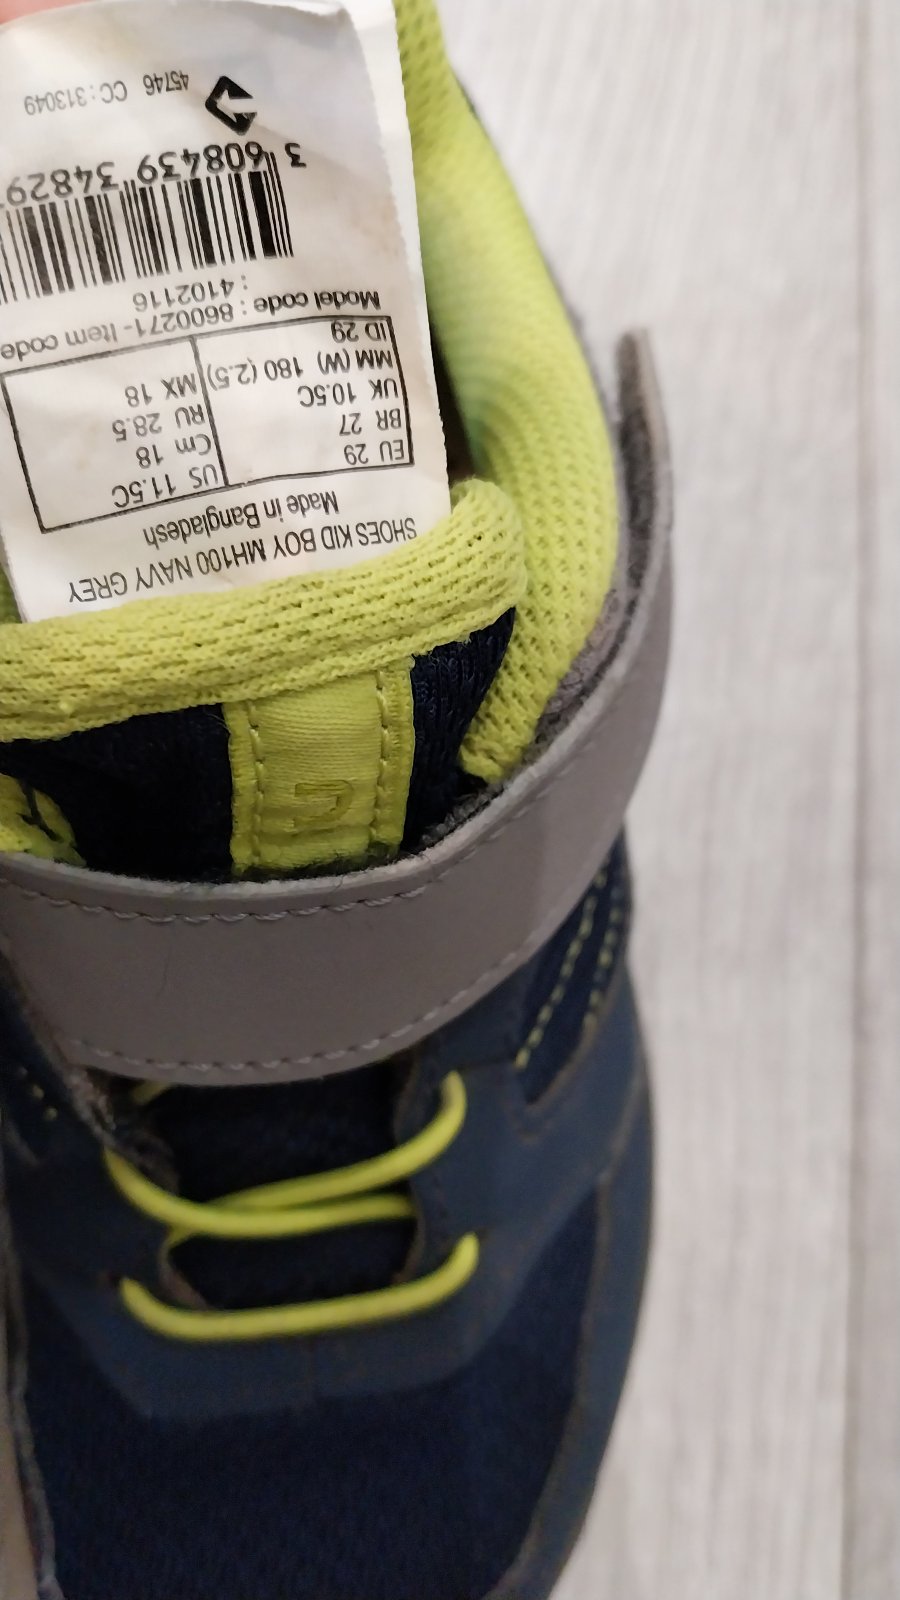 SHOES KID BOY MH100 NAVY GREY
Made in Bangladesh
EU 29 US 11.5C
BR 27 Cm 18
UK 10.5C RU 28.5
MM (W) 180 (2.5) MX 18
ID 29
Model code : 8600271- Item code
: 4102116
3 608439 34829
45746 CC:313049